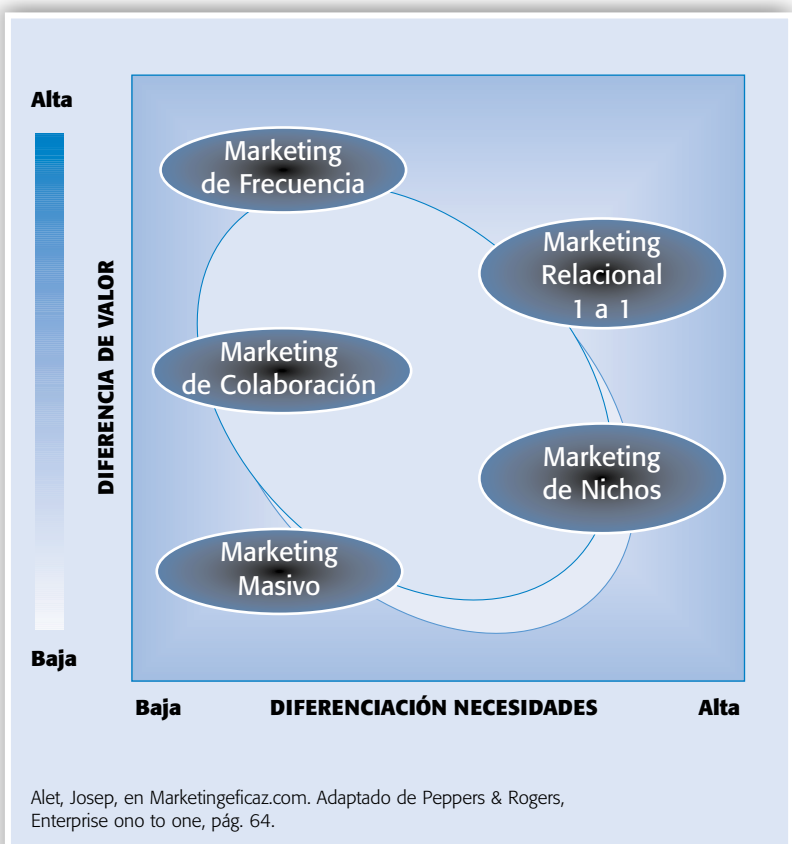 Alta
Marketing
de Frecuencia
Marketing
Relacional
1 a 1
DIFERENCIA DE VALOR
Marketing
de Colaboración
Marketing
de Nichos
Marketing
Masivo
Baja
Baja DIFERENCIACIÓN NECESIDADES Alta
Alet, Josep, en Marketingeficaz.com. Adaptado de Peppers & Rogers,
Enterprise ono to one, pág. 64.